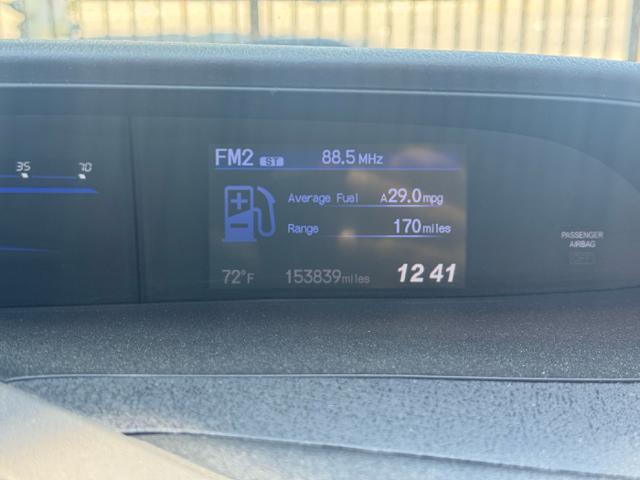 FM2 ST 88.5 MHz
35 70
Average Fuel A29.0mpg
Range 170miles
PASSENGER
AIRBAG
OFF
72°F 153839miles 12 41